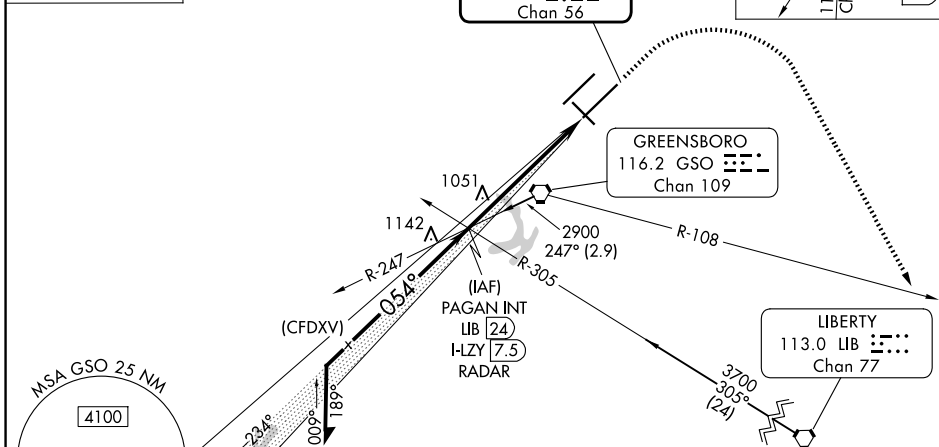 Chan 56
11
GREENSBORO
116.2 GSO
Chan 109
1051
1142
2900
247° (2.9)
R-108
R-247
R-305
054°
(IAF)
PAGAN INT
LIB 24
I-LZY 7.5
RADAR
(CFDXV)
LIBERTY
113.0 LIB
Chan 77
3700
305°
(24)
MSA GSO 25 NM
4100
009°
189°
234°